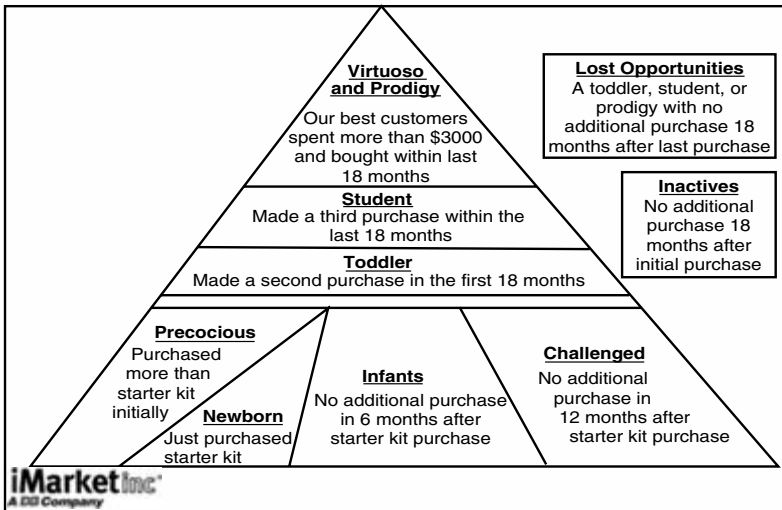 Virtuoso
and Prodigy
Our best customers
spent more than $3000
and bought within last
18 months
Lost Opportunities
A toddler, student, or
prodigy with no
additional purchase 18
months after last purchase
Inactives
No additional
purchase 18
months after
initial purchase
Student
Made a third purchase within the
last 18 months
Toddler
Made a second purchase in the first 18 months
Precocious
Purchased
more than
starter kit
initially
Newborn
Just purchased
starter kit
Infants
No additional purchase
in 6 months after
starter kit purchase
Challenged
No additional
purchase in
12 months after
starter kit purchase
iMarket inc
A D&B Company